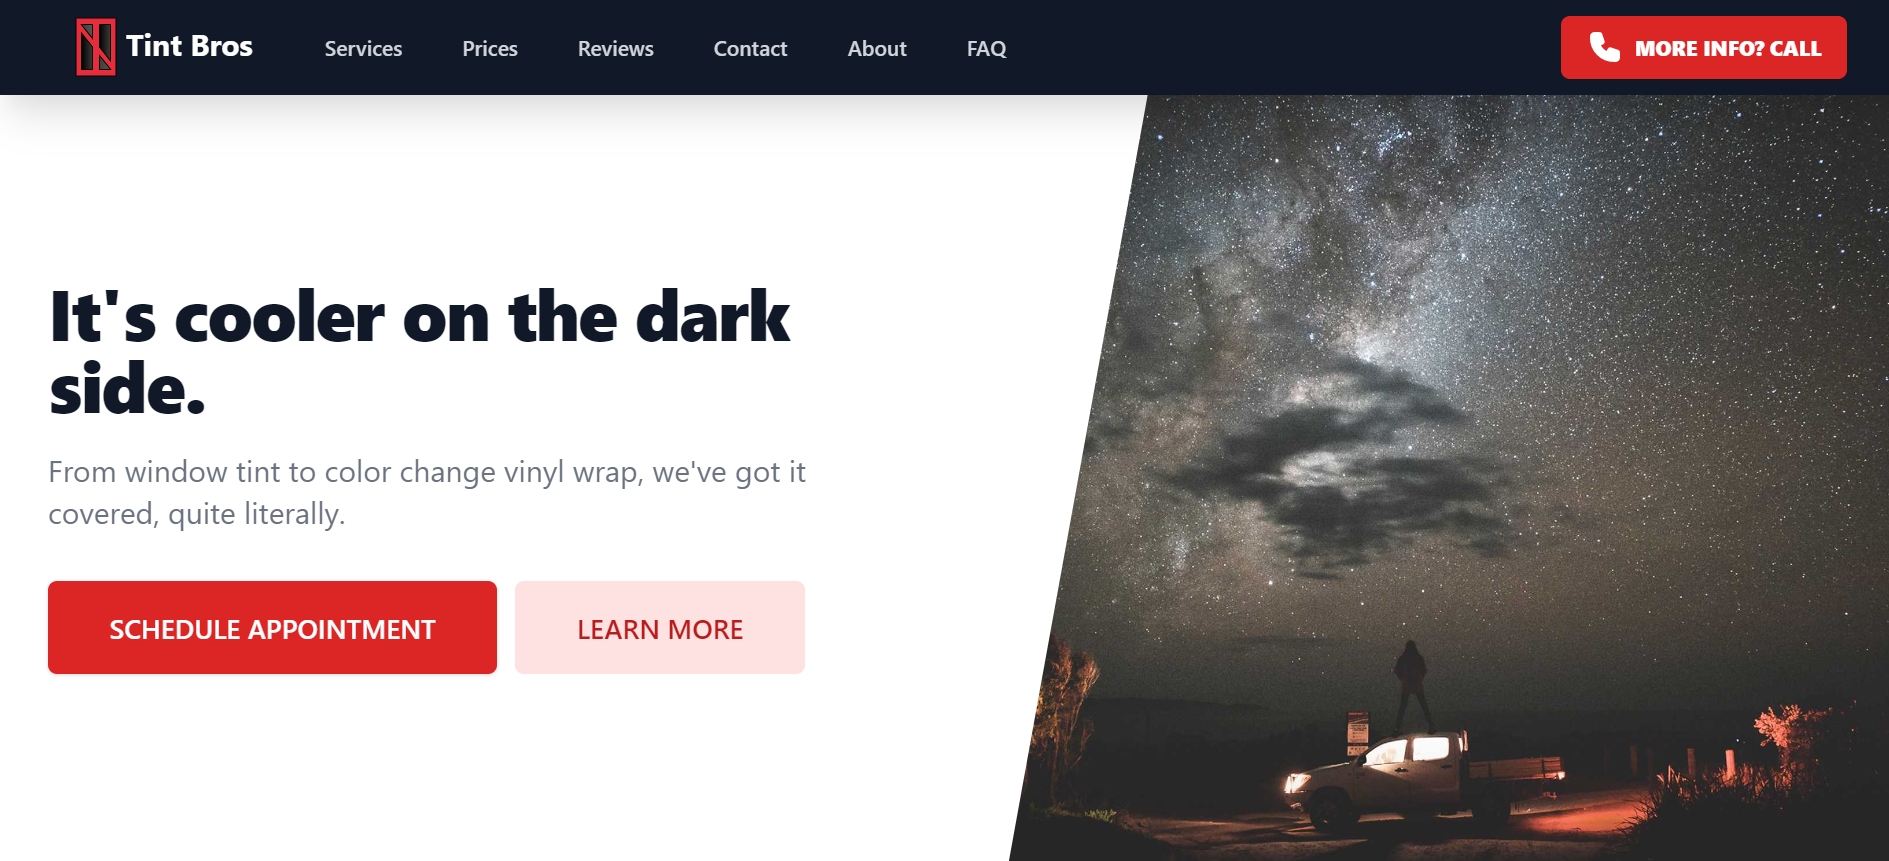 Tint Bros
Services
Prices
Reviews
Contact
About
FAQ
MORE INFO? CALL
It's cooler on the dark
side.
From window tint to color change vinyl wrap, we've got it
covered, quite literally.
SCHEDULE APPOINTMENT
LEARN MORE